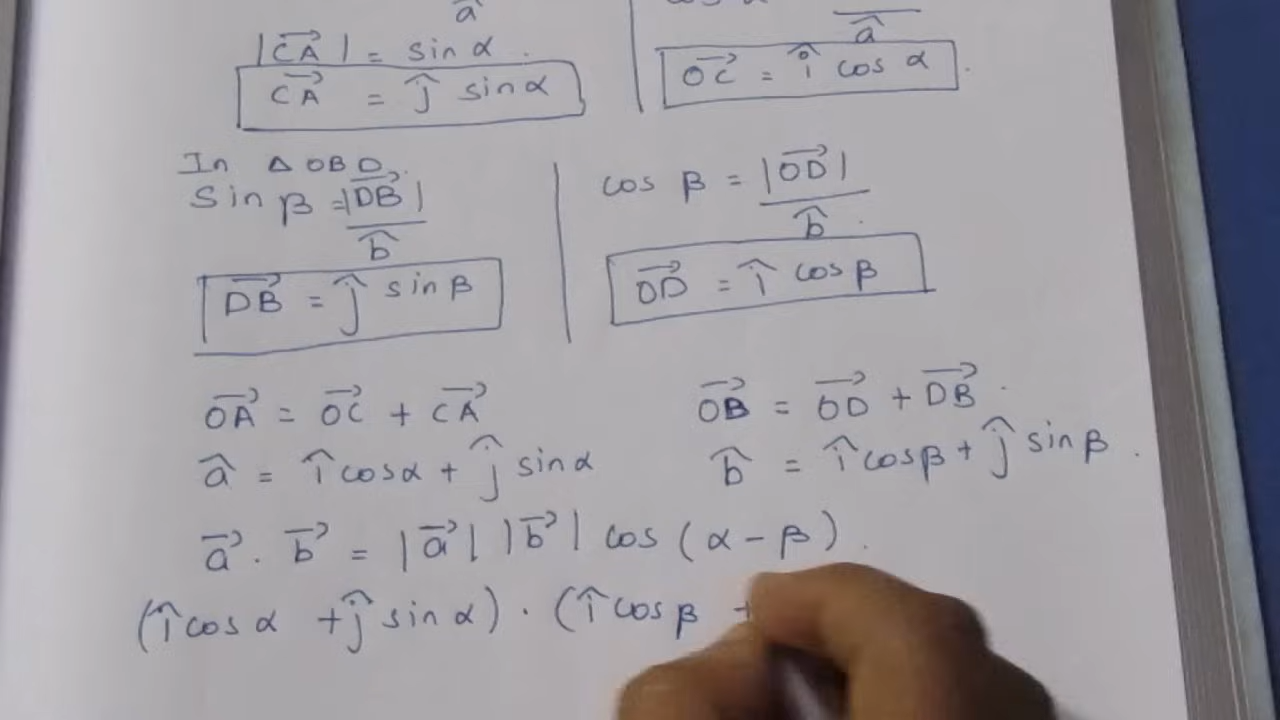 â
|CA⃗| = sin α.
CA⃗ = ĵ sin α
â
OC⃗ = î cos α.
In Δ OBD.
Sin β = |DB⃗| / b̂
DB⃗ = ĵ sin β
cos β = |OD⃗| / b̂.
OD⃗ = î cos β
OA⃗ = OC⃗ + CA⃗
â = î cos α + ĵ sin α
OB⃗ = OD⃗ + DB⃗.
b̂ = î cos β + ĵ sin β.
a⃗ . b⃗ = |a⃗| |b⃗| cos (α - β).
(î cos α + ĵ sin α) . (î cos β +